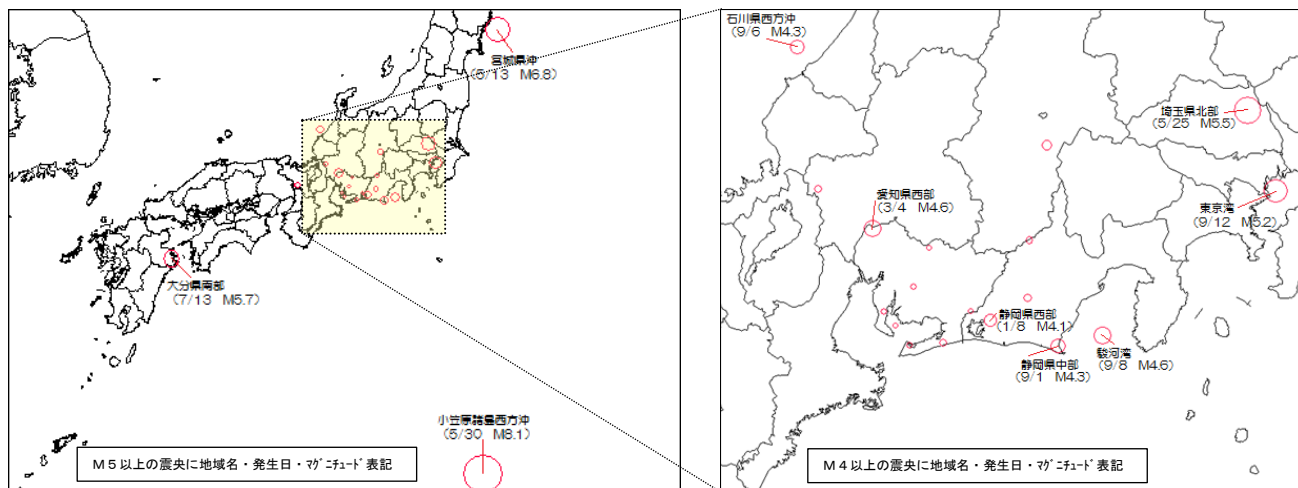 宮城県沖
(5/13 M6.8)
大分県南部
(7/13 M5.7)
小笠原諸島西方沖
(5/30 M8.1)
M5以上の震央に地域名・発生日・マグニチュード表記
石川県西方沖
(9/6 M4.3)
埼玉県北部
(5/25 M5.5)
愛知県西部
(3/4 M4.6)
東京湾
(9/12 M5.2)
静岡県西部
(1/8 M4.1)
駿河湾
(9/8 M4.6)
静岡県中部
(9/1 M4.3)
M4以上の震央に地域名・発生日・マグニチュード表記